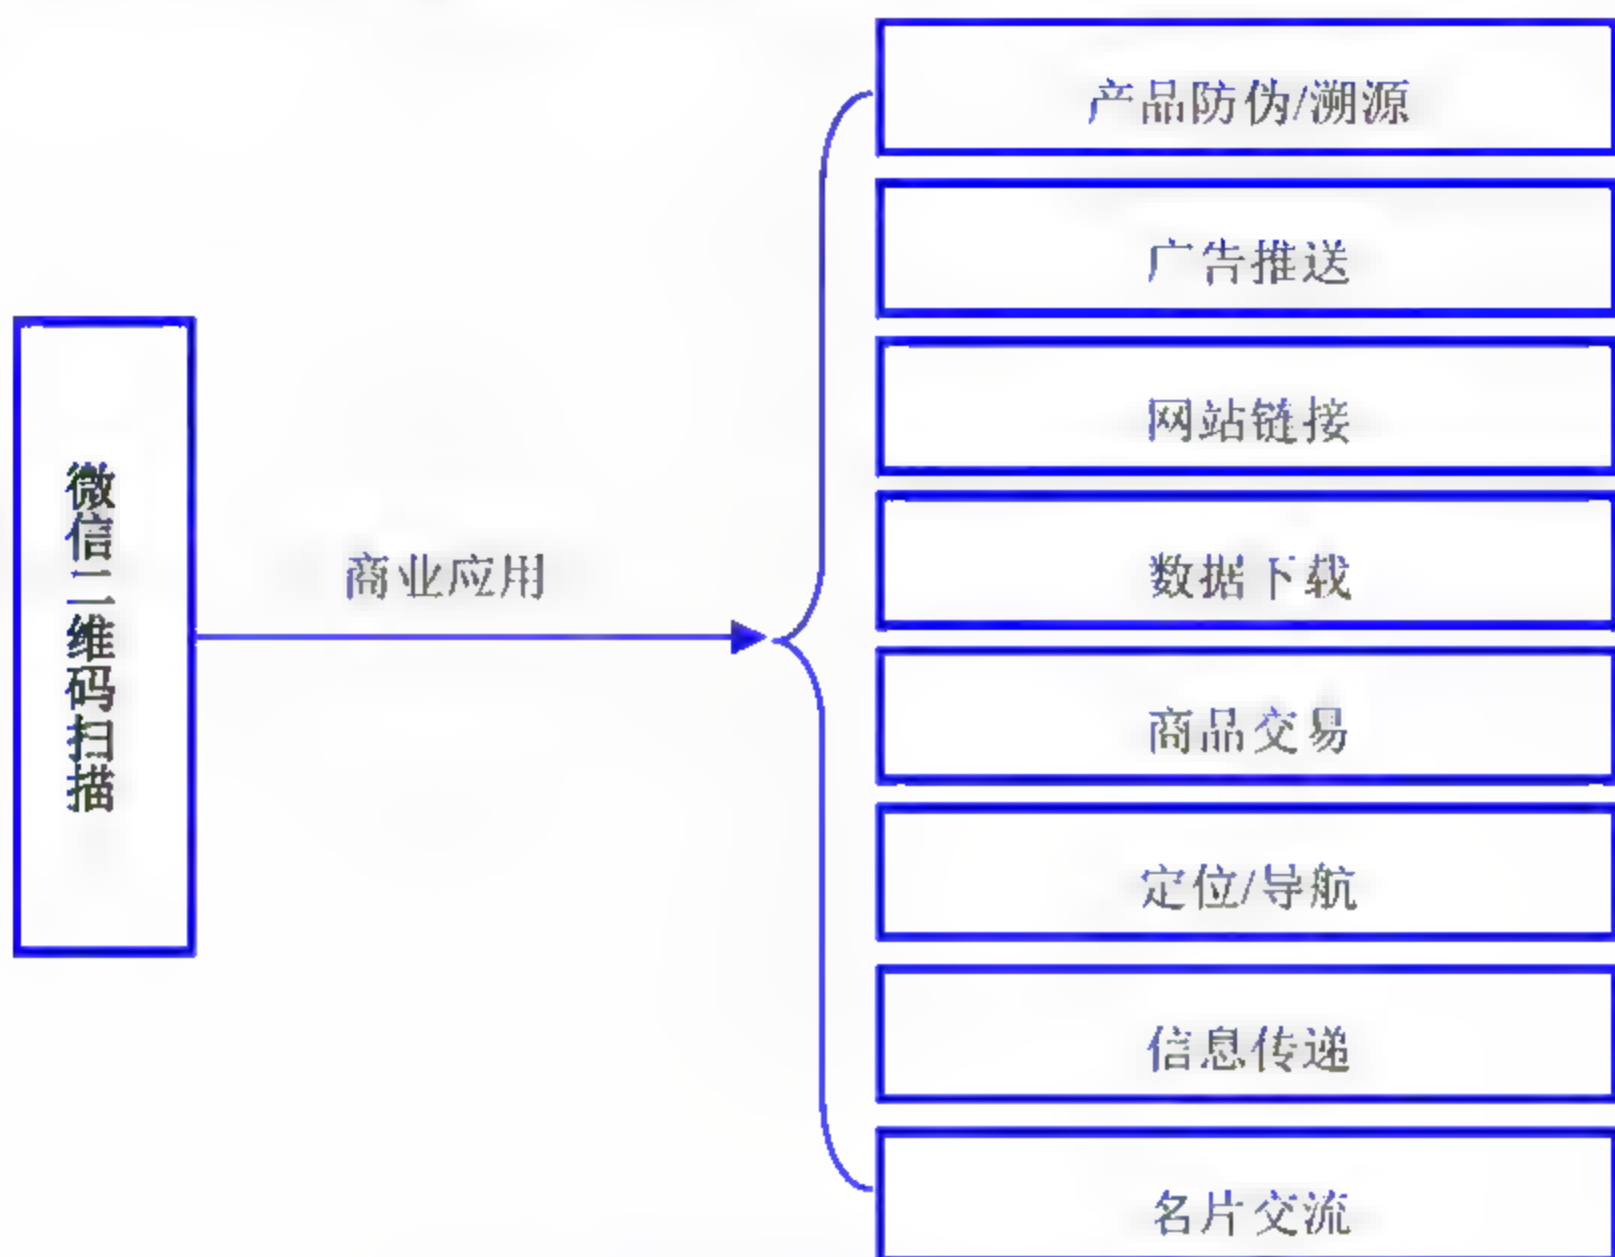 微信二维码扫描
商业应用
产品防伪/溯源
广告推送
网站链接
数据下载
商品交易
定位/导航
信息传递
名片交流